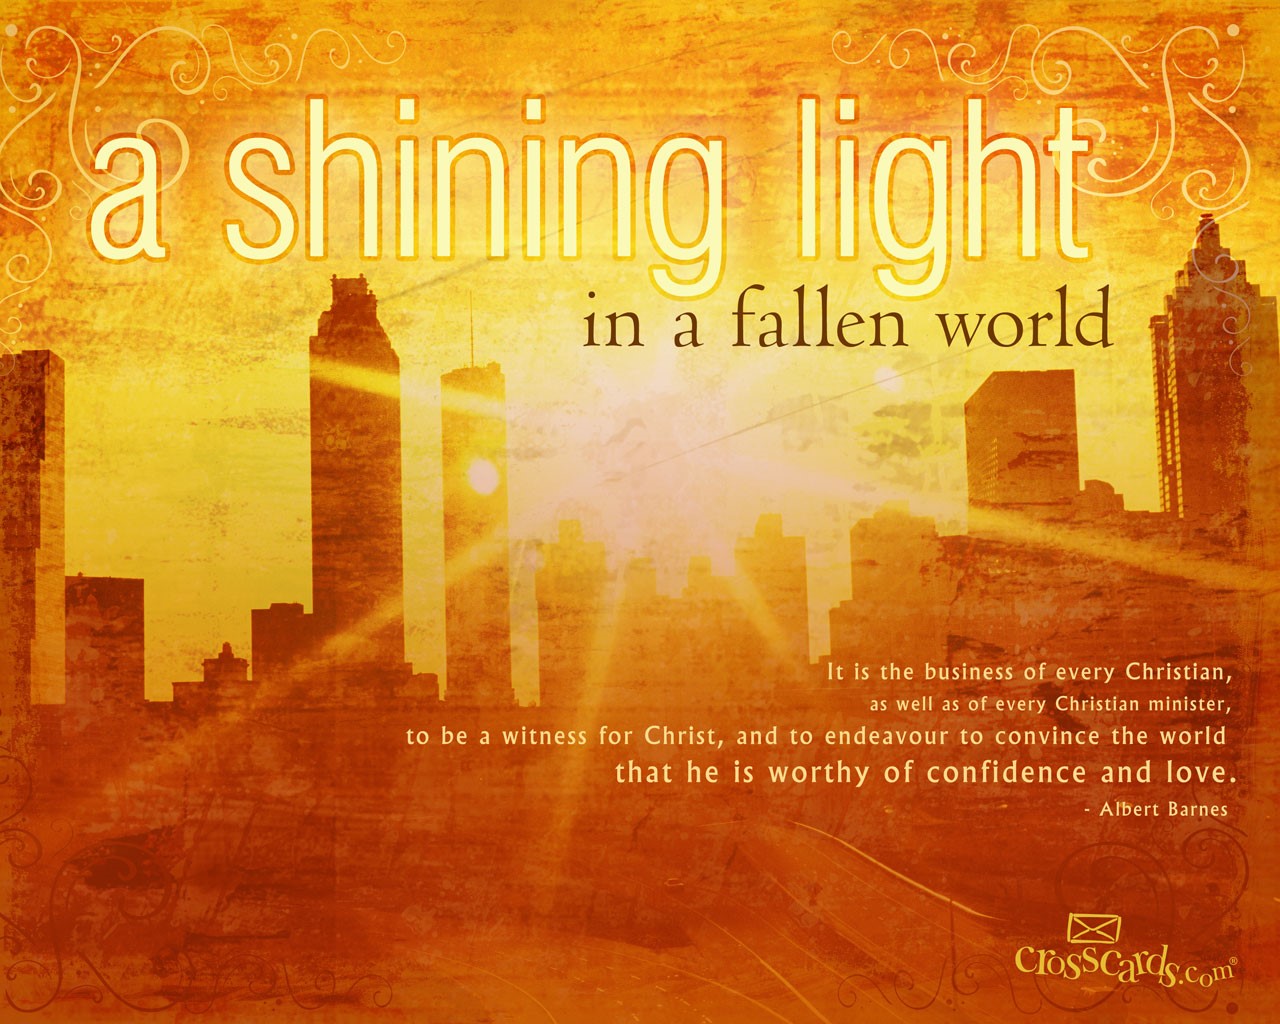 a shining light
in a fallen world
It is the business of every Christian,
as well as of every Christian minister,
to be a witness for Christ, and to endeavour to convince the world
that he is worthy of confidence and love.
- Albert Barnes
crosscards.com®